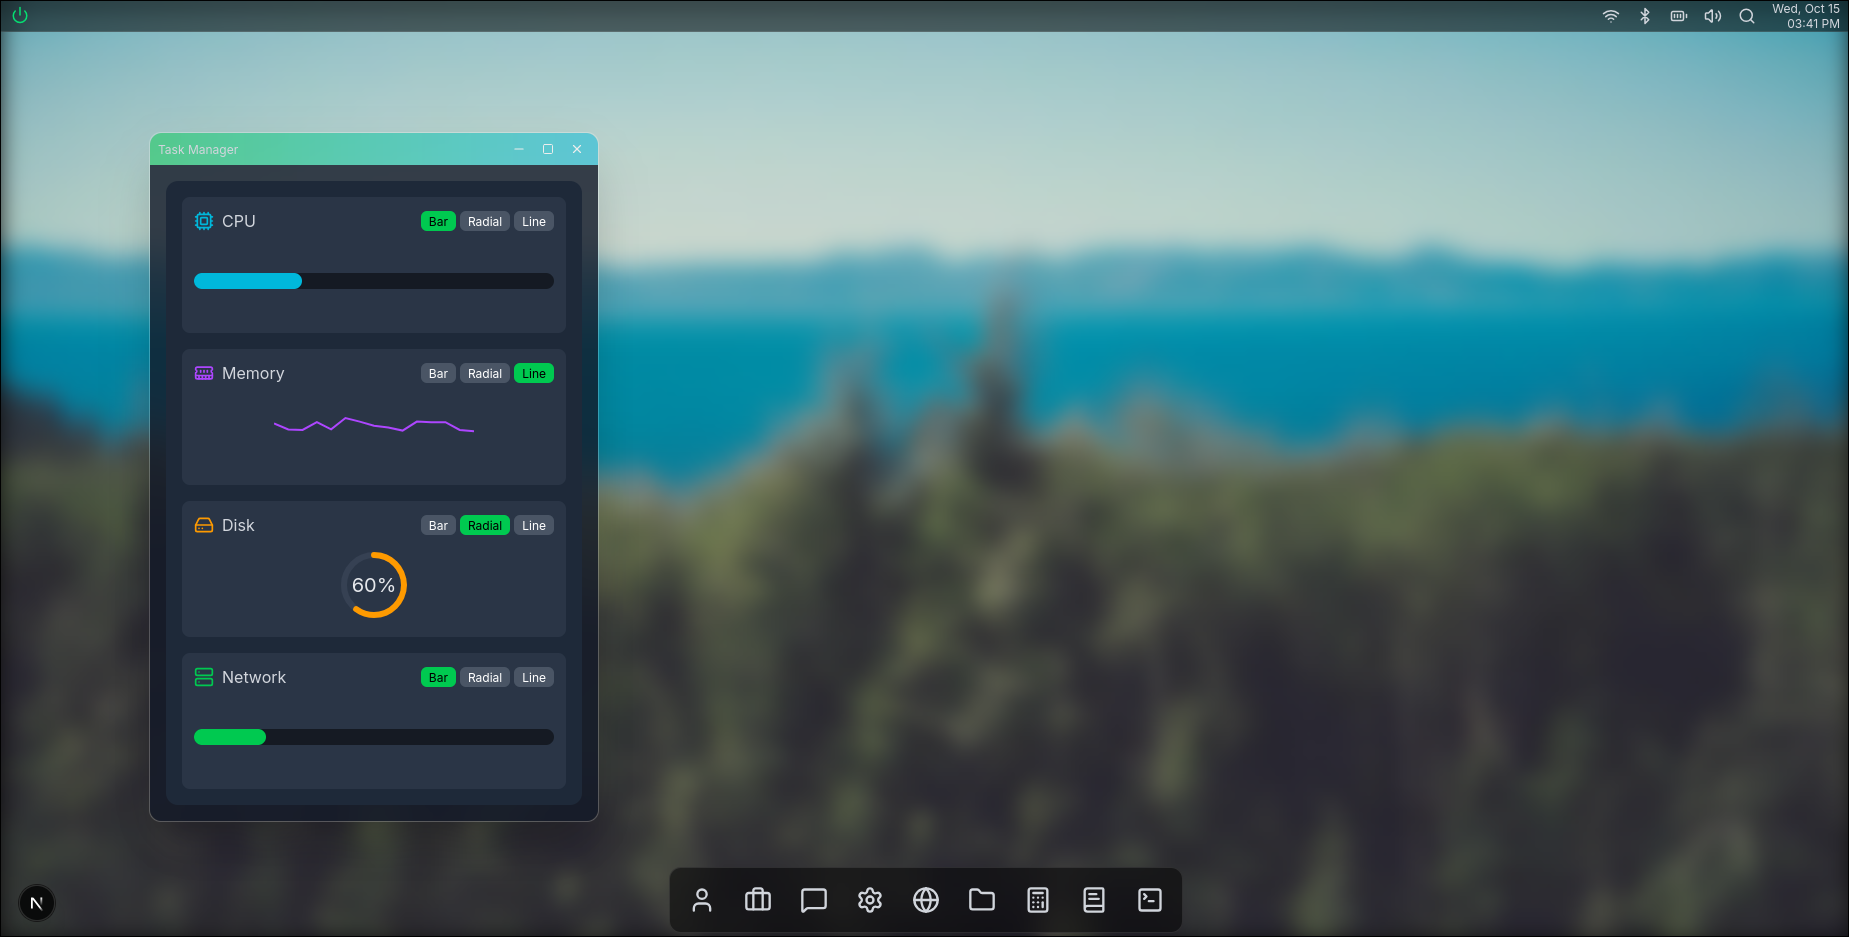 Wed, Oct 15
03:41 PM
Task Manager
CPU
Bar Radial Line
Memory
Bar Radial Line
Disk
Bar Radial Line
60%
Network
Bar Radial Line
N